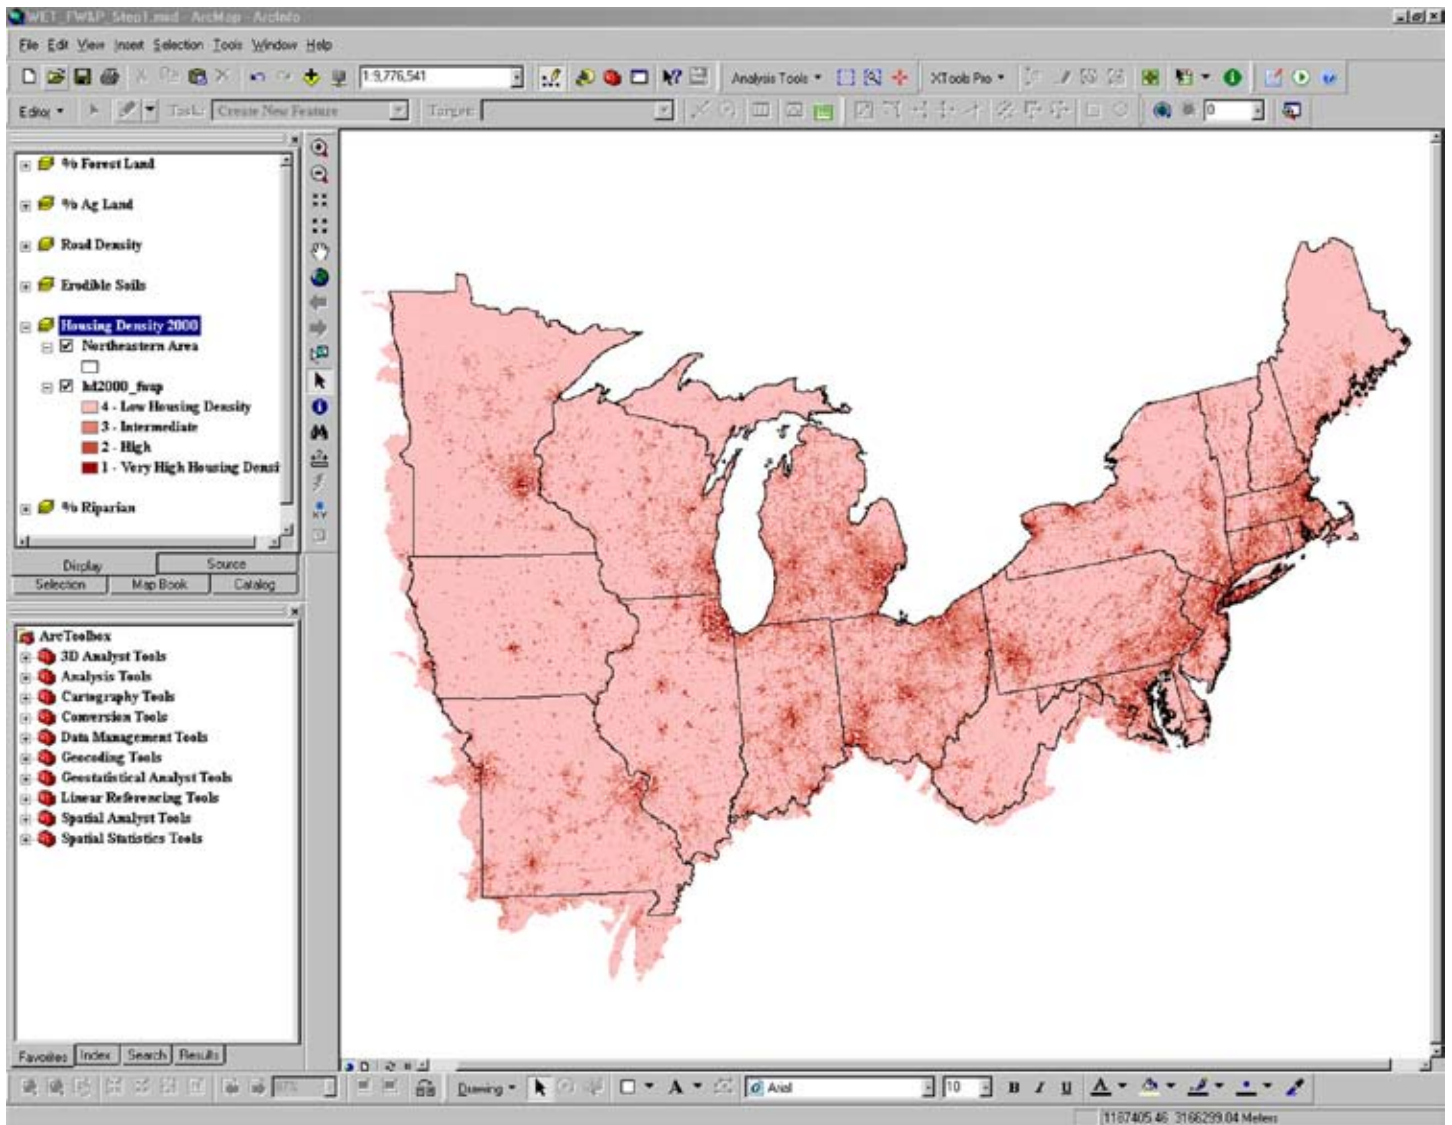 WET_FW&P_Step1.mxd - ArcMap - ArcInfo
File Edit View Insert Selection Tools Window Help
1:9,776,541
Analysis Tools
XTools Pro
Editor
Task:
Create New Feature
Target:
0
% Forest Land
% Ag Land
Road Density
Erodible Soils
Housing Density 2000
Northeastern Area
hd2000_fwap
4 - Low Housing Density
3 - Intermediate
2 - High
1 - Very High Housing Densi
% Riparian
Display Source
Selection Map Book Catalog
ArcToolbox
3D Analyst Tools
Analysis Tools
Cartography Tools
Conversion Tools
Data Management Tools
Geocoding Tools
Geostatistical Analyst Tools
Linear Referencing Tools
Spatial Analyst Tools
Spatial Statistics Tools
Favorites Index Search Results
Drawing
A
Arial
10
B I U A
1167405.46 3166299.04 Meters